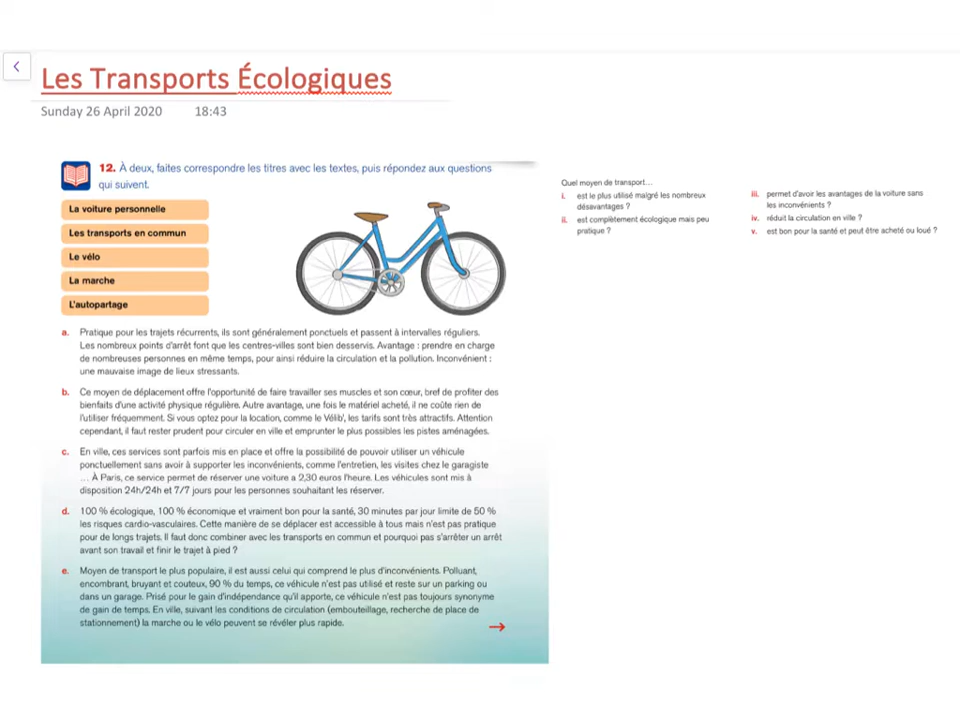 Les Transports Écologiques
Sunday 26 April 2020 18:43
12. À deux, faites correspondre les titres avec les textes, puis répondez aux questions
qui suivent.
La voiture personnelle
Les transports en commun
Le vélo
La marche
L'autopartage
a. Pratique pour les trajets récurrents, ils sont généralement ponctuels et passent à intervalles réguliers.
Les nombreux points d'arrêt font que les centres-villes sont bien desservis. Avantage : prendre en charge
de nombreuses personnes en même temps, pour ainsi réduire la circulation et la pollution. Inconvénient :
une mauvaise image de lieux stressants.
b. Ce moyen de déplacement offre l'opportunité de faire travailler ses muscles et son cœur, bref de profiter des
bienfaits d'une activité physique régulière. Autre avantage, une fois le matériel acheté, il ne coûte rien de
l'utiliser fréquemment. Si vous optez pour la location, comme le Vélib', les tarifs sont très attractifs. Attention
cependant, il faut rester prudent pour circuler en ville et emprunter le plus possibles les pistes aménagées.
c. En ville, ces services sont parfois mis en place et offre la possibilité de pouvoir utiliser un véhicule
ponctuellement sans avoir à supporter les inconvénients, comme l'entretien, les visites chez le garagiste
... À Paris, ce service permet de réserver une voiture a 2,30 euros l'heure. Les véhicules sont mis à
disposition 24h/24h et 7/7 jours pour les personnes souhaitant les réserver.
d. 100 % écologique, 100 % économique et vraiment bon pour la santé, 30 minutes par jour limite de 50 %
les risques cardio-vasculaires. Cette manière de se déplacer est accessible à tous mais n'est pas pratique
pour de longs trajets. Il faut donc combiner avec les transports en commun et pourquoi pas s'arrêter un arrêt
avant son travail et finir le trajet à pied ?
e. Moyen de transport le plus populaire, il est aussi celui qui comprend le plus d'inconvénients. Polluant,
encombrant, bruyant et couteux, 90 % du temps, ce véhicule n'est pas utilisé et reste sur un parking ou
dans un garage. Prisé pour le gain d'indépendance qu'il apporte, ce véhicule n'est pas toujours synonyme
de gain de temps. En ville, suivant les conditions de circulation (embouteillage, recherche de place de
stationnement) la marche ou le vélo peuvent se révéler plus rapide.
Quel moyen de transport...
i. est le plus utilisé malgré les nombreux
désavantages ?
ii. est complètement écologique mais peu
pratique ?
iii. permet d'avoir les avantages de la voiture sans
les inconvénients ?
iv. réduit la circulation en ville ?
v. est bon pour la santé et peut être acheté ou loué ?